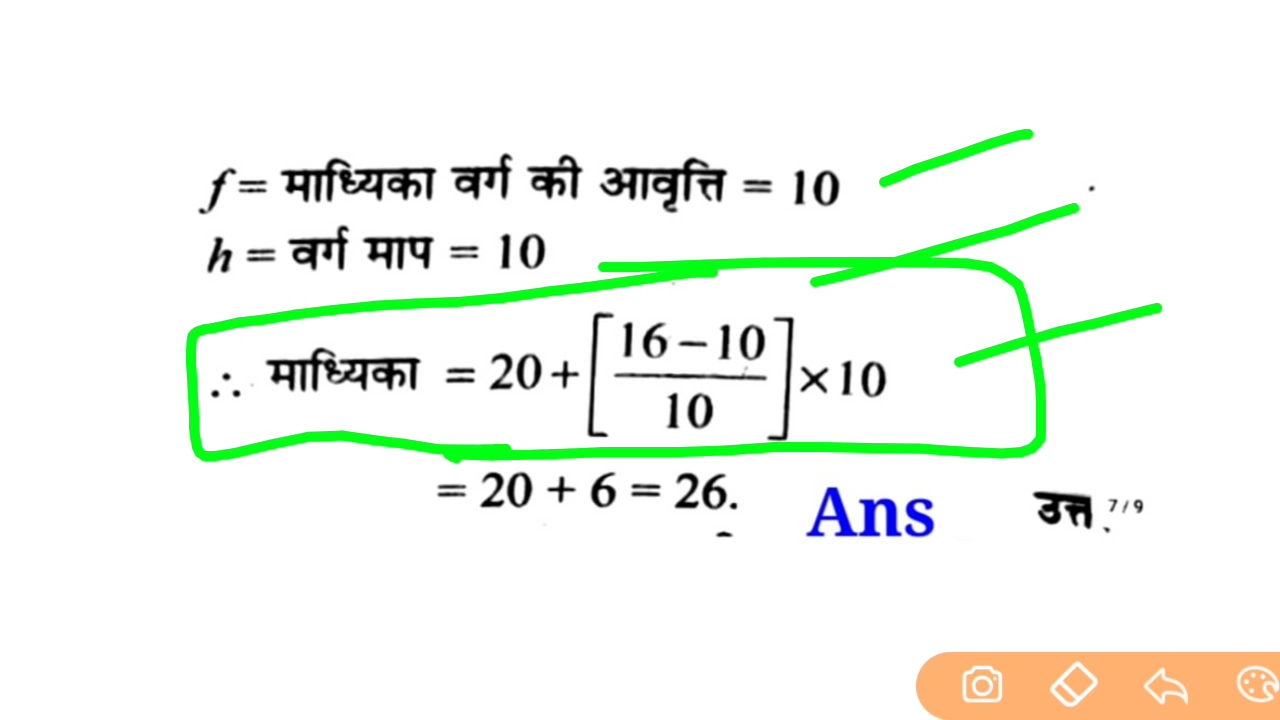 f = माध्यिका वर्ग की आवृत्ति = 10
h = वर्ग माप = 10
∴ माध्यिका = 20 + [16 – 10 / 10] × 10
= 20 + 6 = 26. Ans उत्त. 7 / 9